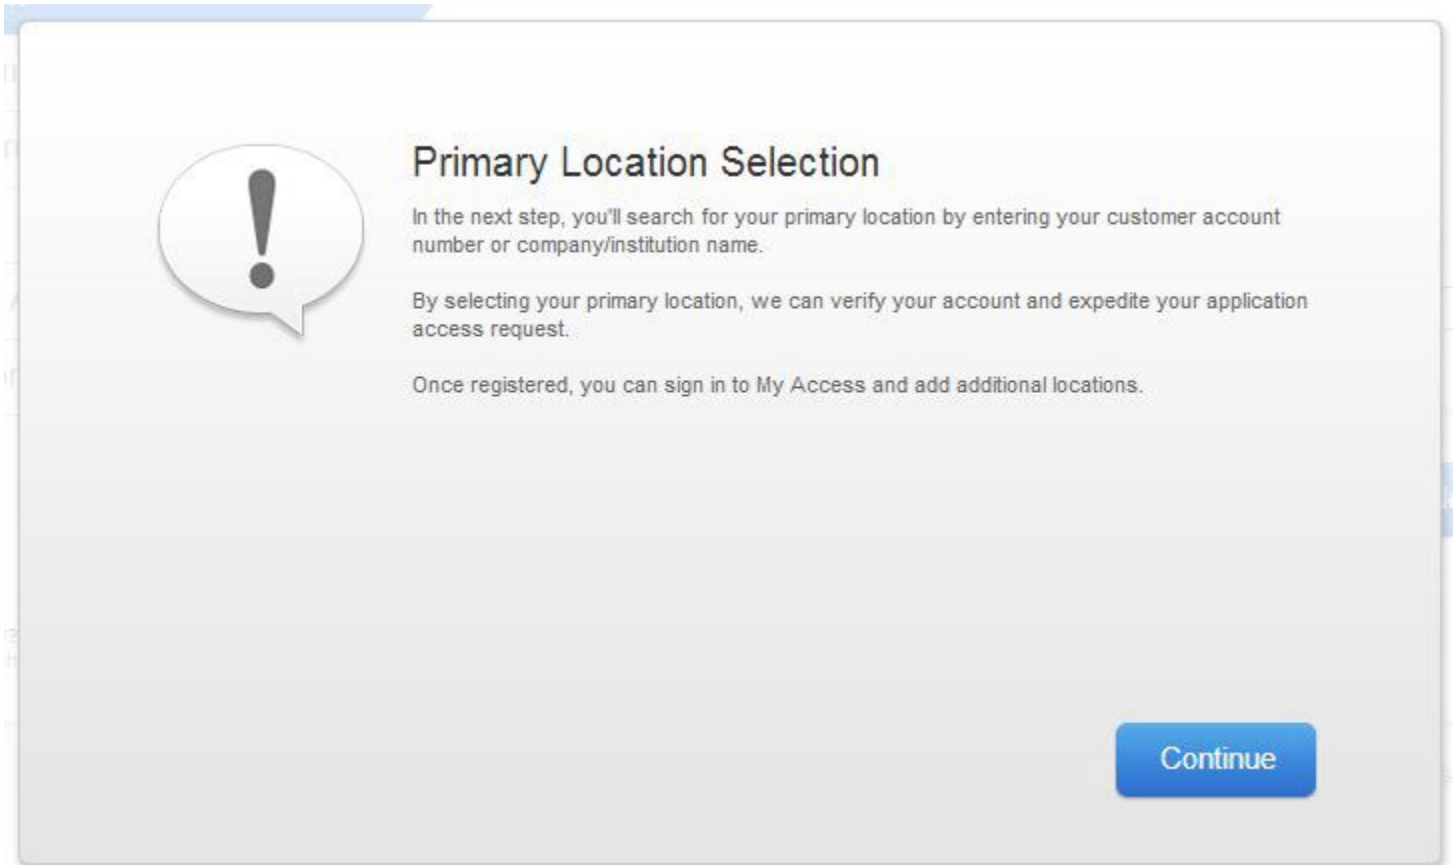 Primary Location Selection
In the next step, you'll search for your primary location by entering your customer account
number or company/institution name.
By selecting your primary location, we can verify your account and expedite your application
access request.
Once registered, you can sign in to My Access and add additional locations.
Continue